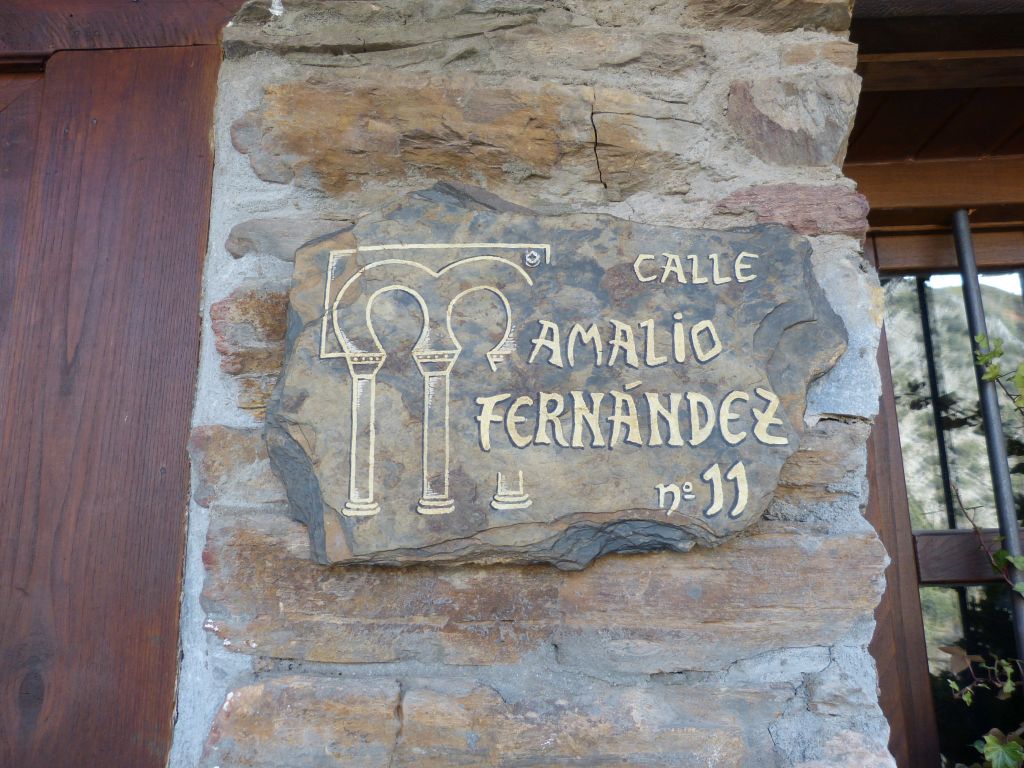 CALLE
AMALIO
FERNÁNDEZ
nº 11